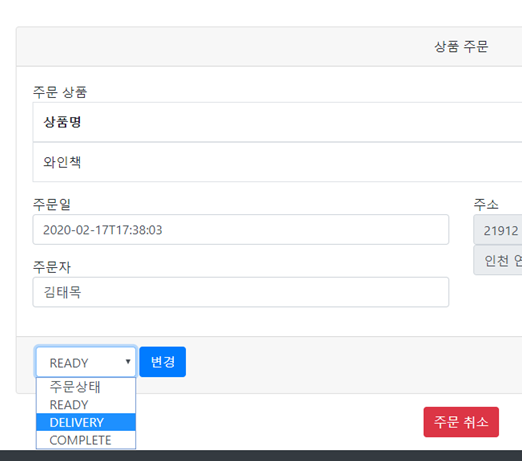 상품 주문
주문 상품
상품명
와인책
주문일
주소
2020-02-17T17:38:03
21912
인천
주문자
김태목
READY
변경
주문상태
READY
DELIVERY
COMPLETE
주문 취소